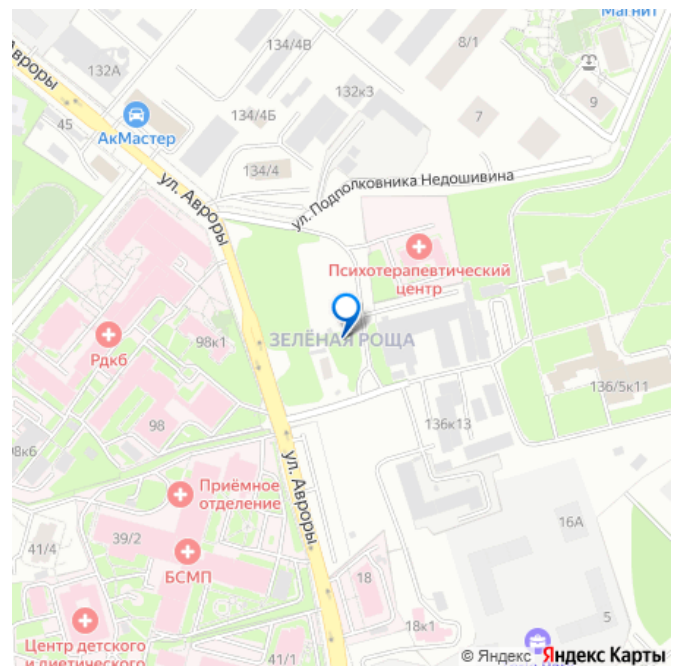 Магнит
Авроры
134/4В
8/1
132А
132к3
9
АкМастер
134/4Б
7
45
134/4
ул. Подполковника Недошивина
ул. Авроры
Психотерапевтический
центр
ЗЕЛЁНАЯ РОЩА
98к1
Рдкб
136/5к11
98
136к13
98к6
ул. Авроры
Приёмное
отделение
39/2
16А
41/4
БСМП
18
18к1
5
Центр детского
и диетического
41/1
© Яндекс
Яндекс Карты